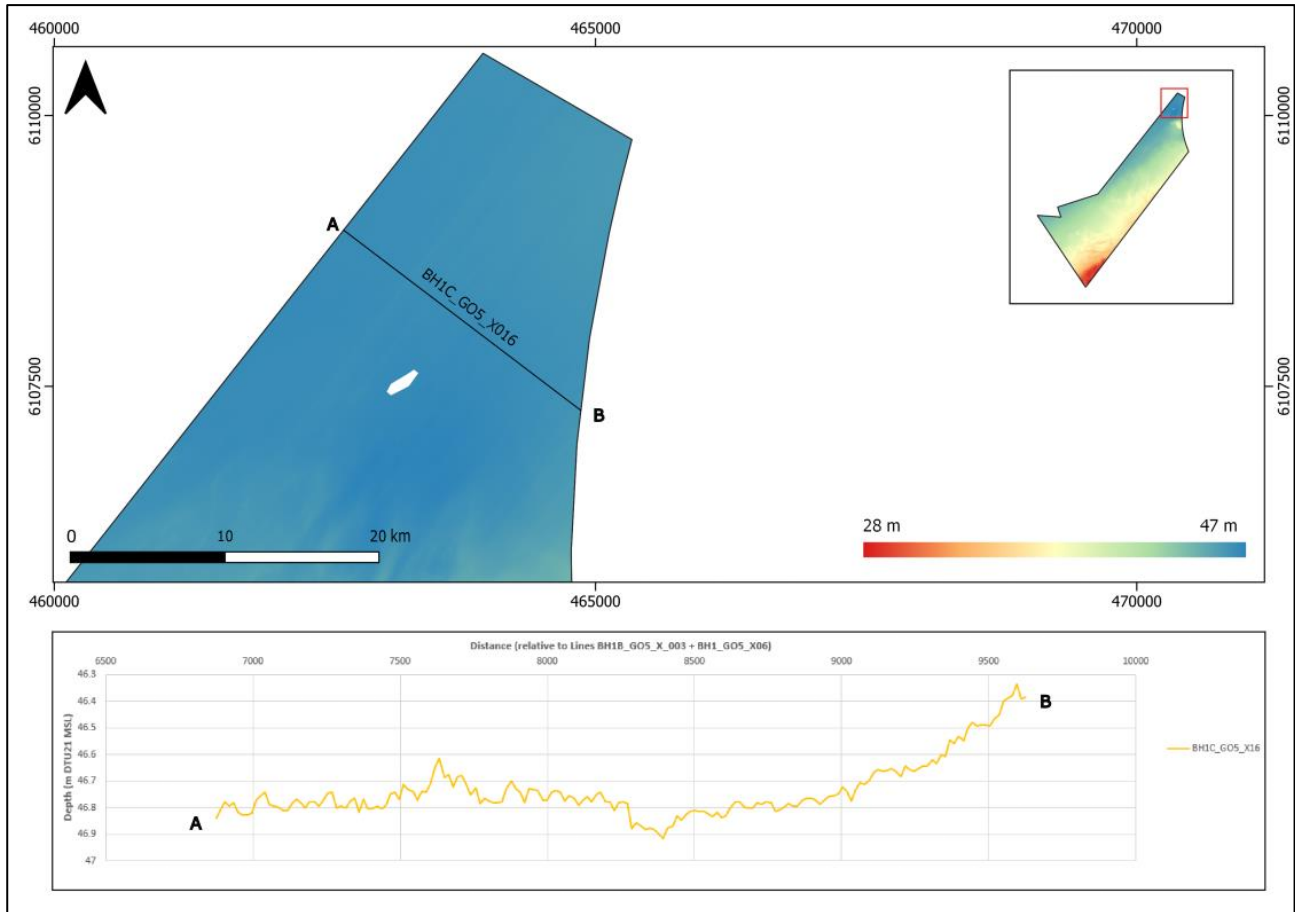 460000 465000 470000
6110000 6110000
A
BH1C_GO5_X016
6107500 6107500
B
28 m 47 m
0 10 20 km
460000 465000 470000
Distance (relative to Lines BH1B_GO5_X_003 + BH1_GO5_X06)
6500 7000 7500 8000 8500 9000 9500 10000
46.3
46.4
46.5
46.6
46.7
46.8
46.9
47
Depth (m DTU21 MSL)
A
B
BH1C_GO5_X16